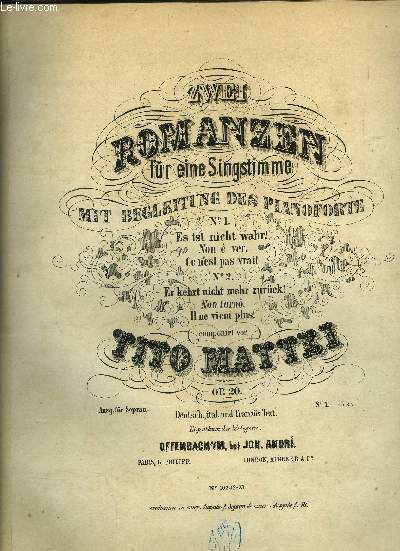 Le-livre.com
ZWEI
ROMANZEN
für eine Singstimme
MIT BEGLEITUNG DES PIANOFORTE
No 1.
Es ist nicht wahr!
Non è ver.
Ce n'est pas vrai!
No 2.
Er kehrt nicht mehr zurück!
Non tornò.
Il ne vient plus!
componirt von
TITO MATTEI
OP. 20.
Ausg. für Sopran.
Deutsch, ital. und französ. Text.
No 1.
Eigenthum des Verlegers.
OFFENBACH a/M, bei JOH. ANDRÉ.
PARIS,
LONDON,